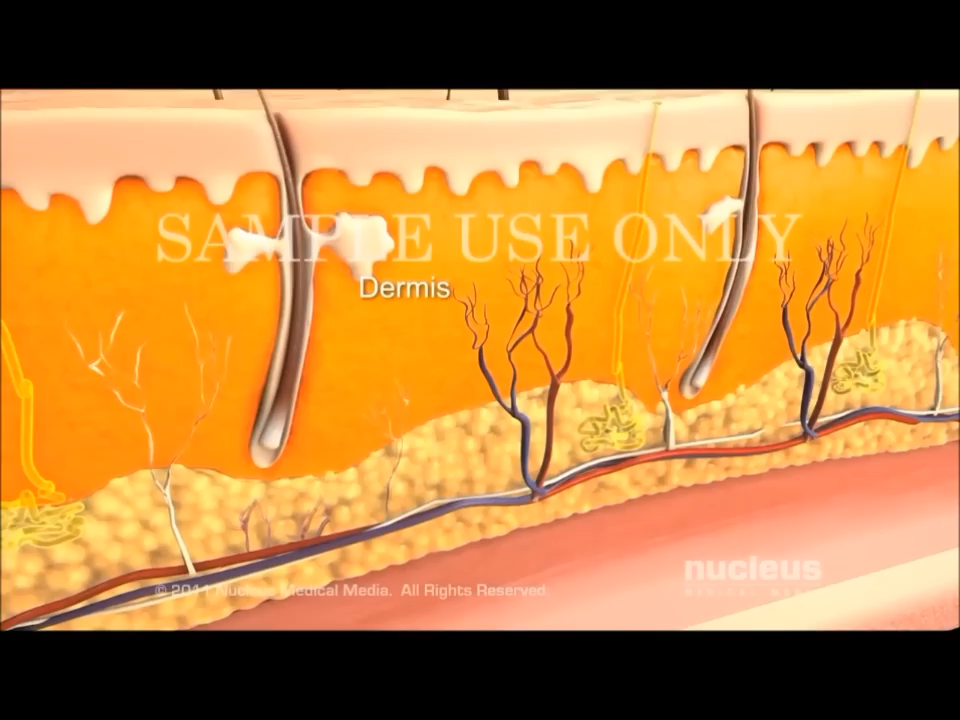 SAMPLE USE ONLY
Dermis
© 2011 Nucleus Medical Media. All Rights Reserved.
nucleus